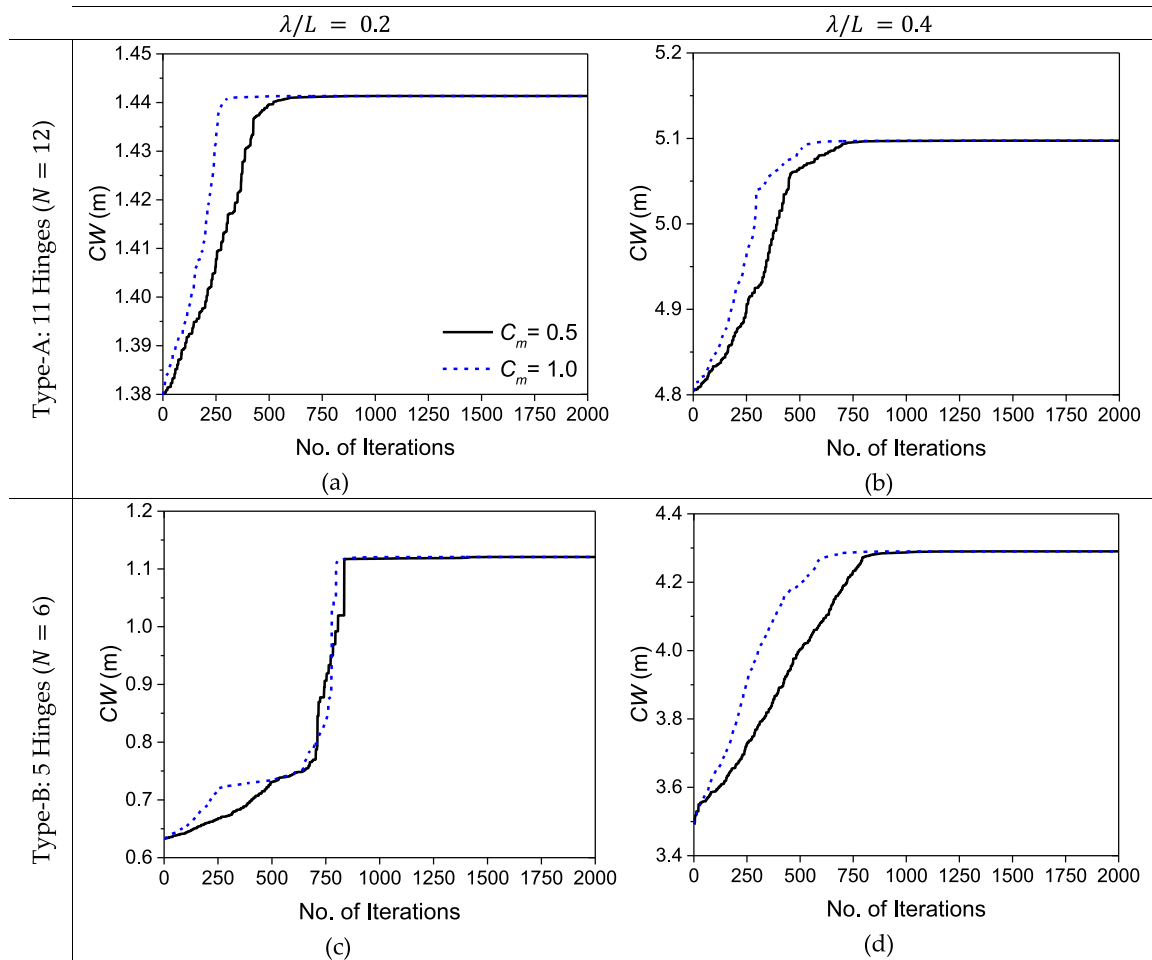 λ/L = 0.2
λ/L = 0.4
Type-A: 11 Hinges (N = 12)
CW (m)
1.45
1.44
1.43
1.42
1.41
1.40
1.39
1.38
0 250 500 750 1000 1250 1500 1750 2000
No. of Iterations
C_m = 0.5
C_m = 1.0
(a)
CW (m)
5.2
5.1
5.0
4.9
4.8
0 250 500 750 1000 1250 1500 1750 2000
No. of Iterations
(b)
Type-B: 5 Hinges (N = 6)
CW (m)
1.2
1.1
1.0
0.9
0.8
0.7
0.6
0 250 500 750 1000 1250 1500 1750 2000
No. of Iterations
(c)
CW (m)
4.4
4.2
4.0
3.8
3.6
3.4
0 250 500 750 1000 1250 1500 1750 2000
No. of Iterations
(d)